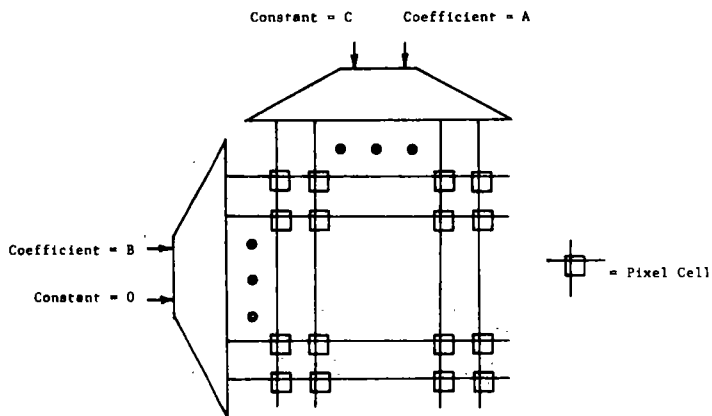 Constant = C Coefficient = A
Coefficient = B
Constant = 0
= Pixel Cell